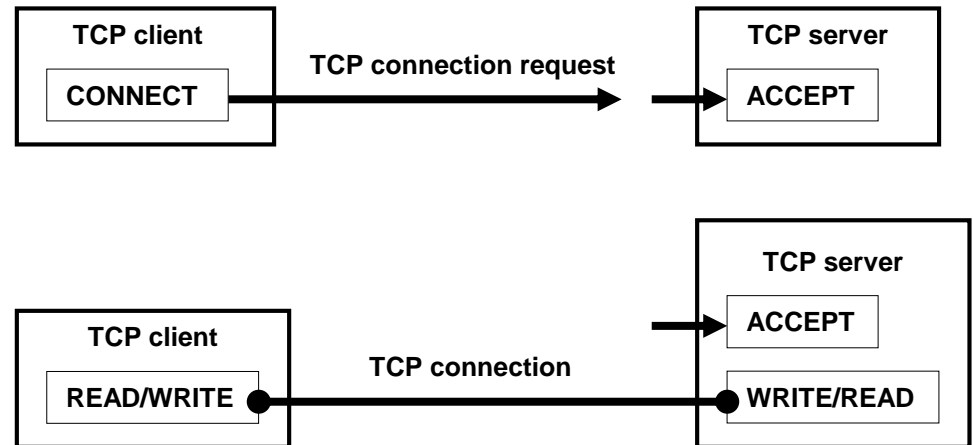 TCP client
TCP server
TCP connection request
CONNECT
ACCEPT
TCP server
TCP client
ACCEPT
TCP connection
READ/WRITE
WRITE/READ